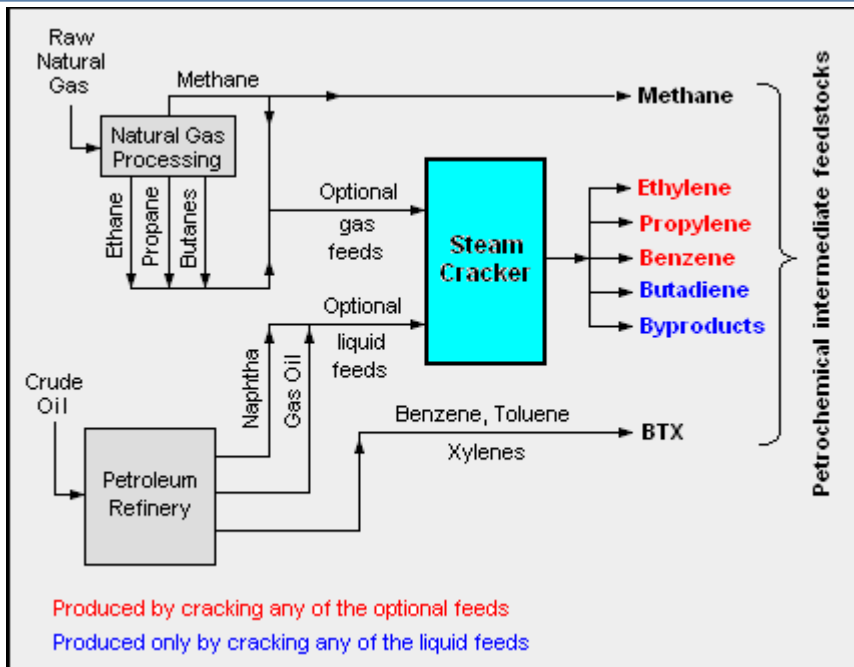 Raw
Natural
Gas
Methane
Methane
Natural Gas
Processing
Ethane
Propane
Butanes
Optional
gas
feeds
Steam
Cracker
Ethylene
Propylene
Benzene
Butadiene
Byproducts
Optional
liquid
feeds
Naphtha
Gas Oil
Crude
Oil
Petroleum
Refinery
Benzene, Toluene
Xylenes
BTX
Petrochemical intermediate feedstocks
Produced by cracking any of the optional feeds
Produced only by cracking any of the liquid feeds